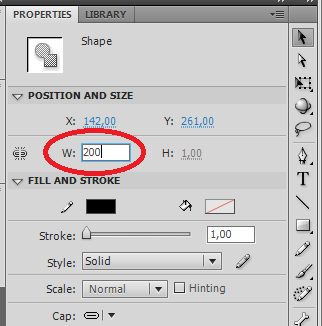 PROPERTIES LIBRARY
Shape
POSITION AND SIZE
X: 142,00 Y: 261,00
W: 200 H: 1,00
FILL AND STROKE
Stroke: 1,00
Style: Solid
Scale: Normal Hinting
Cap:
T